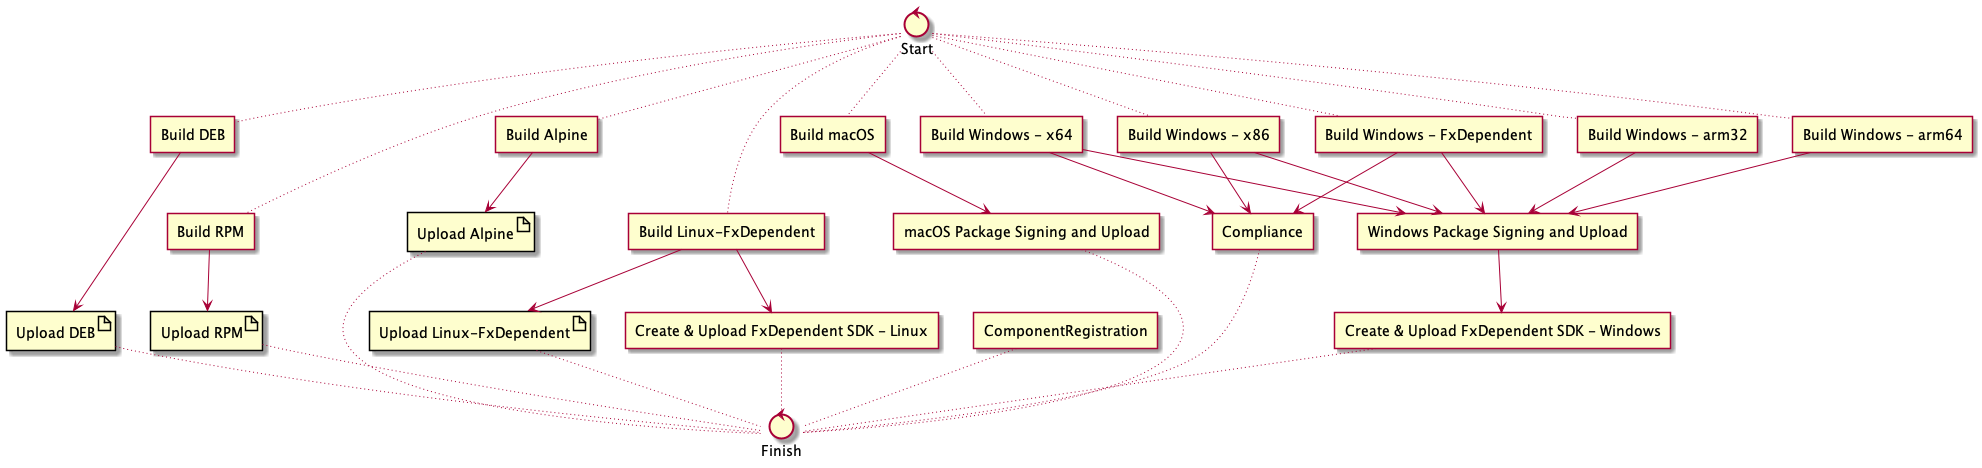 Start
Build DEB
Build Alpine
Build macOS
Build Windows - x64
Build Windows - x86
Build Windows - FxDependent
Build Windows - arm32
Build Windows - arm64
Build RPM
Upload Alpine
Build Linux-FxDependent
macOS Package Signing and Upload
Compliance
Windows Package Signing and Upload
Upload DEB
Upload RPM
Upload Linux-FxDependent
Create & Upload FxDependent SDK - Linux
ComponentRegistration
Create & Upload FxDependent SDK - Windows
Finish